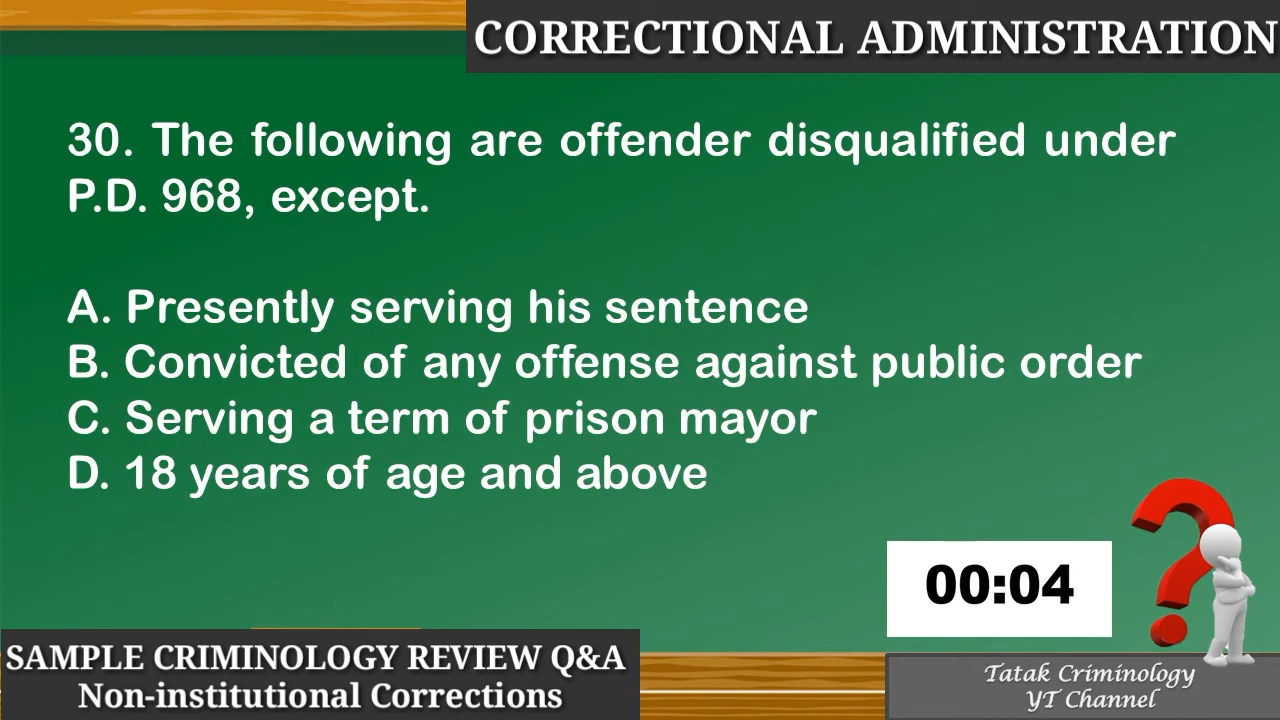 CORRECTIONAL ADMINISTRATION
30. The following are offender disqualified under
P.D. 968, except.
A. Presently serving his sentence
B. Convicted of any offense against public order
C. Serving a term of prison mayor
D. 18 years of age and above
00:04
SAMPLE CRIMINOLOGY REVIEW Q&A
Non-institutional Corrections
Tatak Criminology
YT Channel